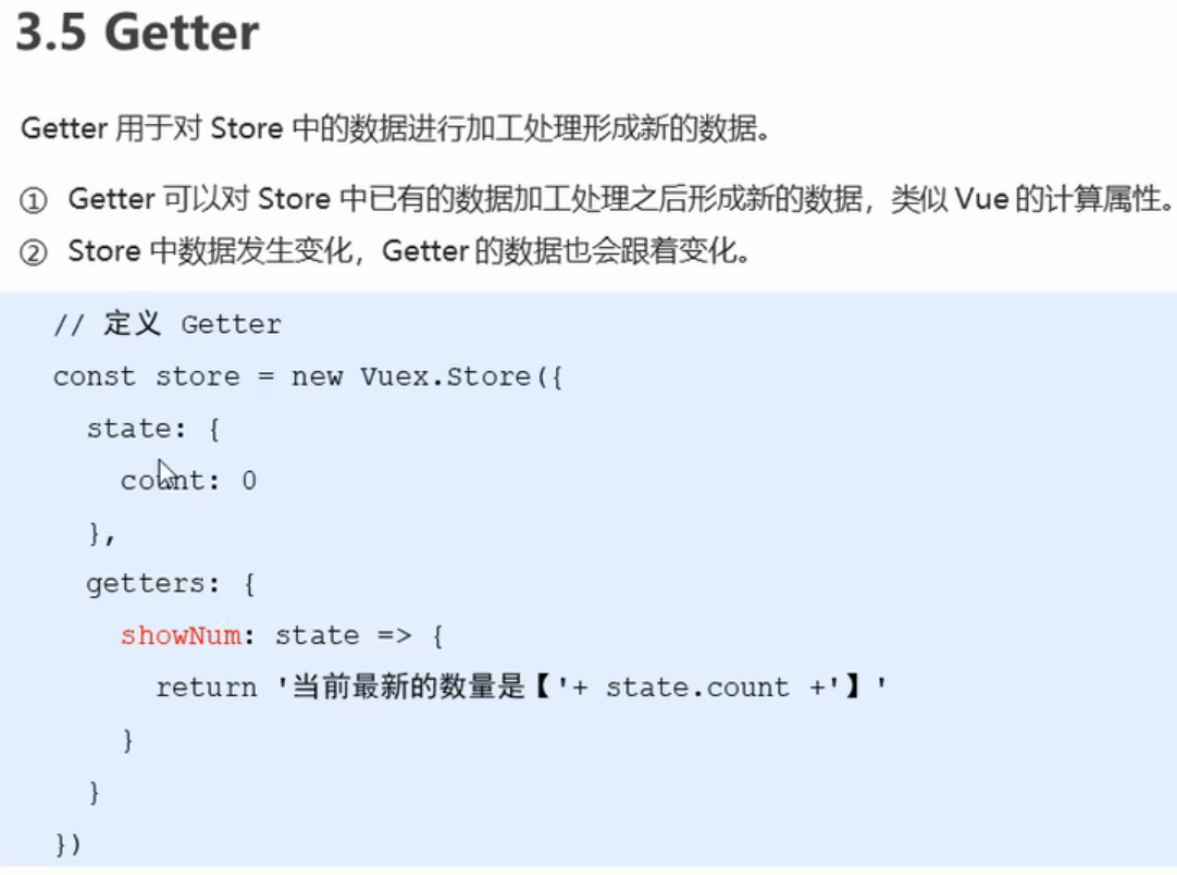 3.5 Getter
Getter 用于对 Store 中的数据进行加工处理形成新的数据。
① Getter 可以对 Store 中已有的数据加工处理之后形成新的数据，类似 Vue 的计算属性。
② Store 中数据发生变化，Getter 的数据也会跟着变化。
// 定义 Getter
const store = new Vuex.Store({
state: {
count: 0
},
getters: {
showNum: state => {
return '当前最新的数量是【'+ state.count +'】'
}
}
})